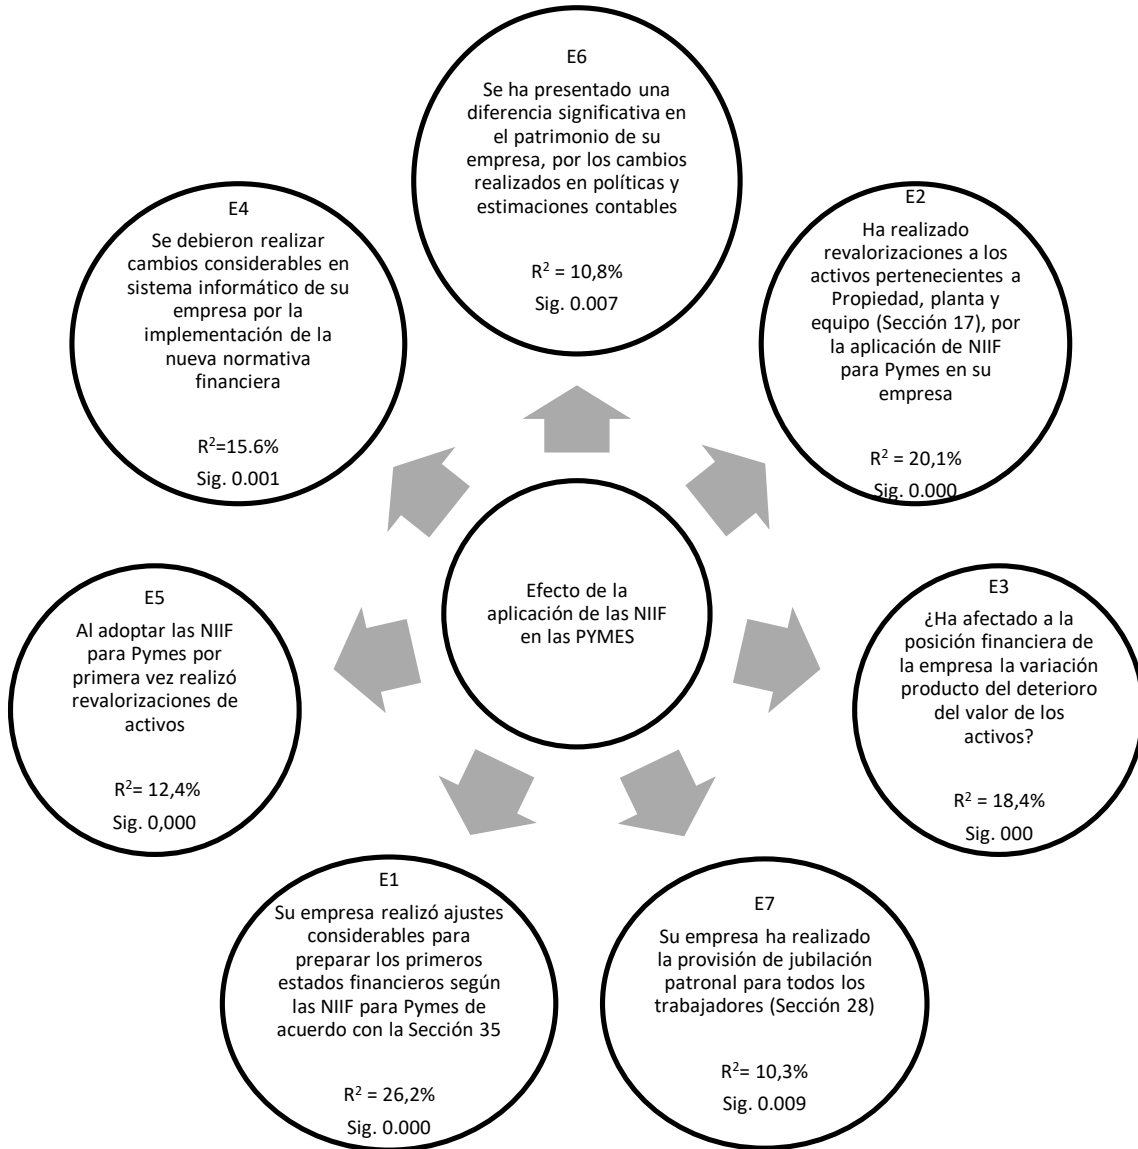 E6
Se ha presentado una
diferencia significativa en
el patrimonio de su
empresa, por los cambios
realizados en políticas y
estimaciones contables
R² = 10,8%
Sig. 0.007
E4
Se debieron realizar
cambios considerables en
sistema informático de su
empresa por la
implementación de la
nueva normativa
financiera
R²=15.6%
Sig. 0.001
E2
Ha realizado
revalorizaciones a los
activos pertenecientes a
Propiedad, planta y
equipo (Sección 17), por
la aplicación de NIIF
para Pymes en su
empresa
R² = 20,1%
Sig. 0.000
Efecto de la
aplicación de las NIIF
en las PYMES
E5
Al adoptar las NIIF
para Pymes por
primera vez realizó
revalorizaciones de
activos
R²= 12,4%
Sig. 0,000
E3
¿Ha afectado a la
posición financiera de
la empresa la variación
producto del deterioro
del valor de los
activos?
R² = 18,4%
Sig. 000
E1
Su empresa realizó ajustes
considerables para
preparar los primeros
estados financieros según
las NIIF para Pymes de
acuerdo con la Sección 35
R² = 26,2%
Sig. 0.000
E7
Su empresa ha realizado
la provisión de jubilación
patronal para todos los
trabajadores (Sección 28)
R²= 10,3%
Sig. 0.009